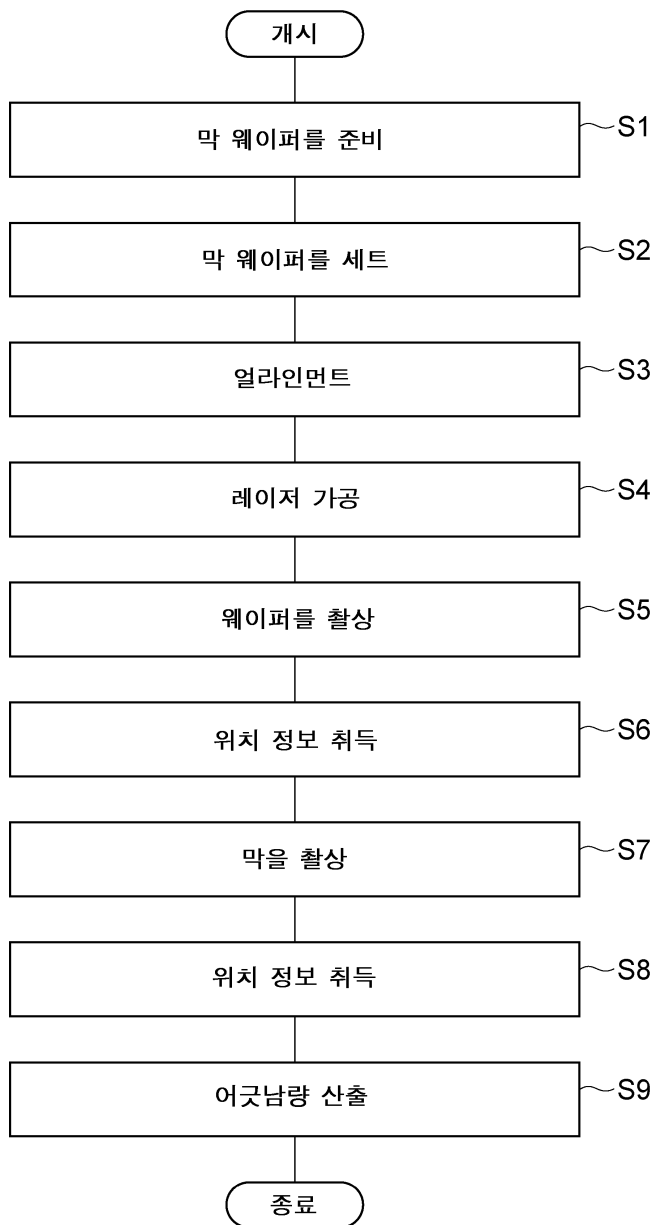 개시
막 웨이퍼를 준비
S1
막 웨이퍼를 세트
S2
얼라인먼트
S3
레이저 가공
S4
웨이퍼를 촬상
S5
위치 정보 취득
S6
막을 촬상
S7
위치 정보 취득
S8
어긋남량 산출
S9
종료